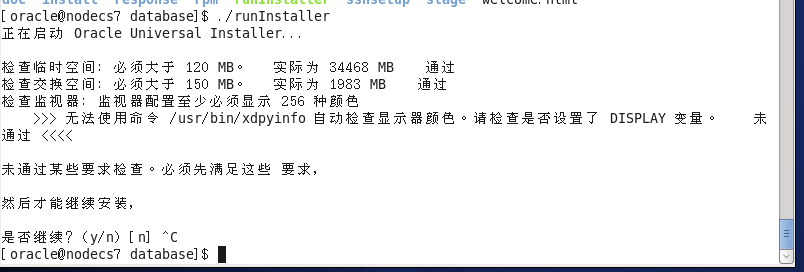 doc install response rpm runInstaller sshsetup stage welcome.html
[oracle@nodecs7 database]$ ./runInstaller
正在启动 Oracle Universal Installer...
检查临时空间: 必须大于 120 MB。 实际为 34468 MB 通过
检查交换空间: 必须大于 150 MB。 实际为 1983 MB 通过
检查监视器: 监视器配置至少必须显示 256 种颜色
>>> 无法使用命令 /usr/bin/xdpyinfo 自动检查显示器颜色。请检查是否设置了 DISPLAY 变量。 未
通过 <<<<
未通过某些要求检查。必须先满足这些 要求,
然后才能继续安装,
是否继续? (y/n) [n] ^C
[oracle@nodecs7 database]$